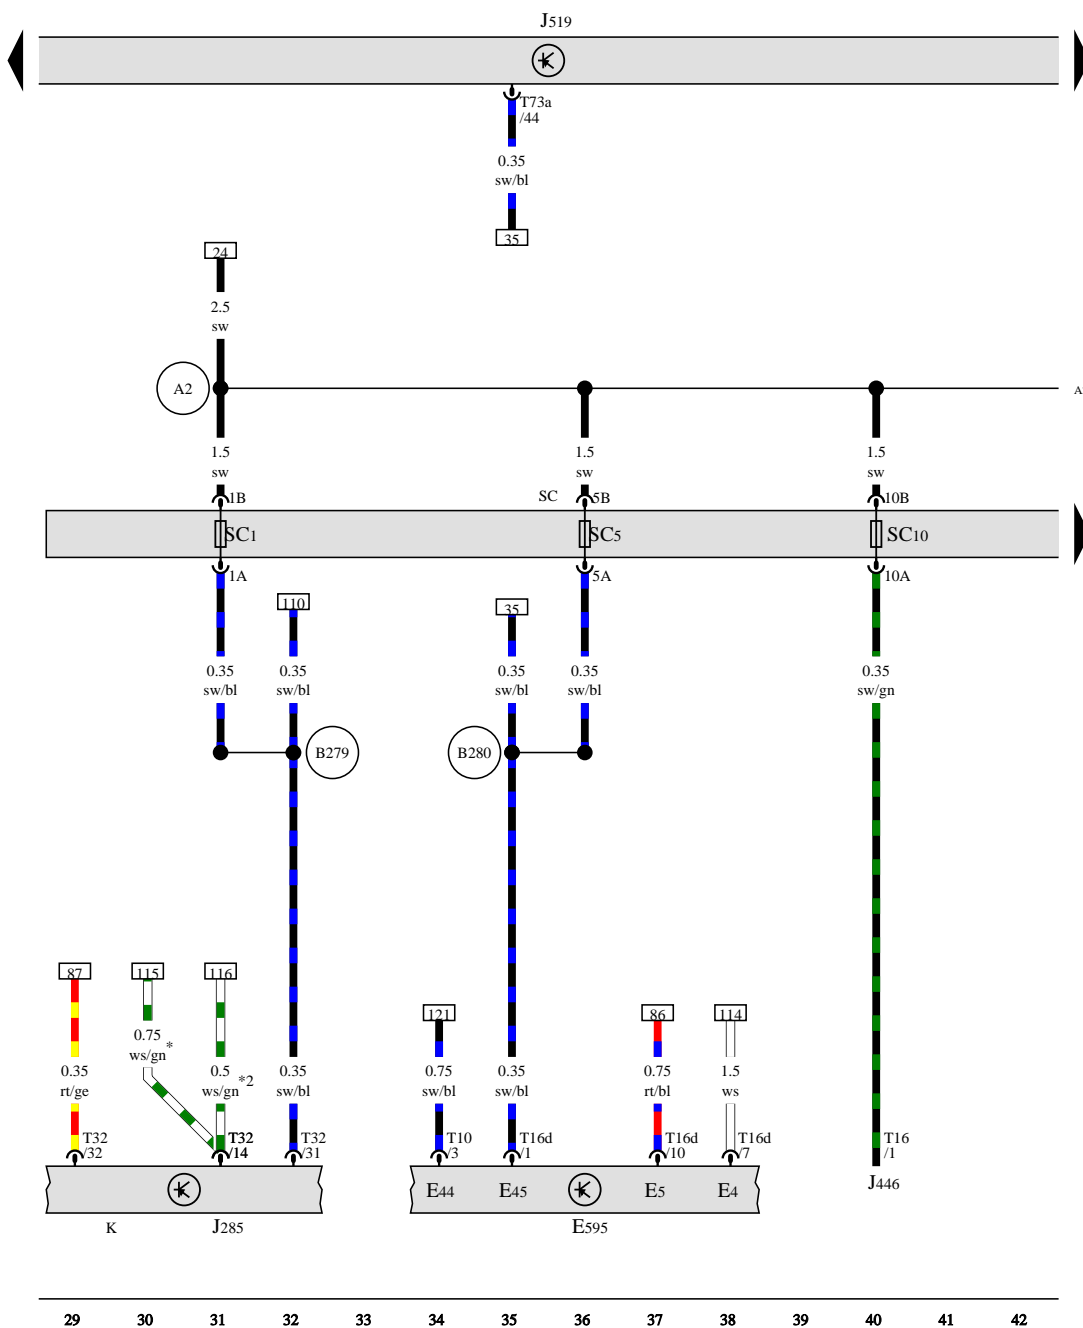 J519
T73a
/44
0.35
sw/bl
35
24
2.5
sw
A2
A
1.5
sw
1.5
sw
1.5
sw
1B
SC
5B
10B
SC1
SC5
SC10
1A
5A
10A
110
35
0.35
sw/bl
0.35
sw/bl
0.35
sw/bl
0.35
sw/bl
0.35
sw/gn
B279
B280
87
115
116
121
86
114
0.75
ws/gn*
0.35
rt/ge
0.5
ws/gn*2
0.35
sw/bl
0.75
sw/bl
0.35
sw/bl
0.75
rt/bl
1.5
ws
T32
/32
T32
/14
T32
/31
T10
/3
T16d
/1
T16d
/10
T16d
/7
T16
/1
E44
E45
E5
E4
J446
K
J285
E595
29 30 31 32 33 34 35 36 37 38 39 40 41 42